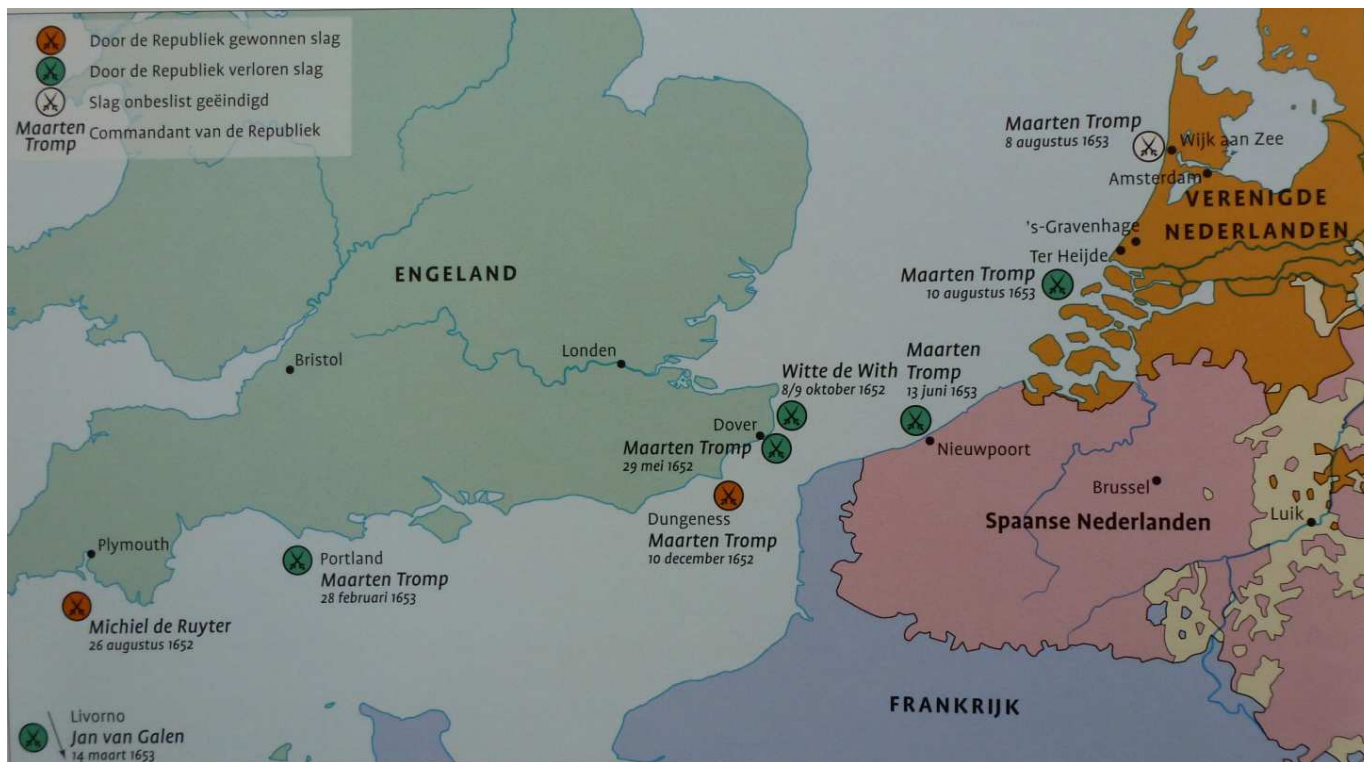 Door de Republiek gewonnen slag
Door de Republiek verloren slag
Slag onbeslist geëindigd
Maarten
Tromp
Commandant van de Republiek
Maarten Tromp
8 augustus 1653
Wijk aan Zee
Amsterdam
VERENIGDE
NEDERLANDEN
's-Gravenhage
Ter Heijde
Maarten Tromp
10 augustus 1653
ENGELAND
Bristol
Londen
Witte de With
8/9 oktober 1652
Maarten
Tromp
13 juni 1653
Dover
Maarten Tromp
29 mei 1652
Nieuwpoort
Brussel
Spaanse Nederlanden
Luik
Dungeness
Maarten Tromp
10 december 1652
Plymouth
Portland
Maarten Tromp
28 februari 1653
Michiel de Ruyter
26 augustus 1652
FRANKRIJK
Livorno
Jan van Galen
14 maart 1653